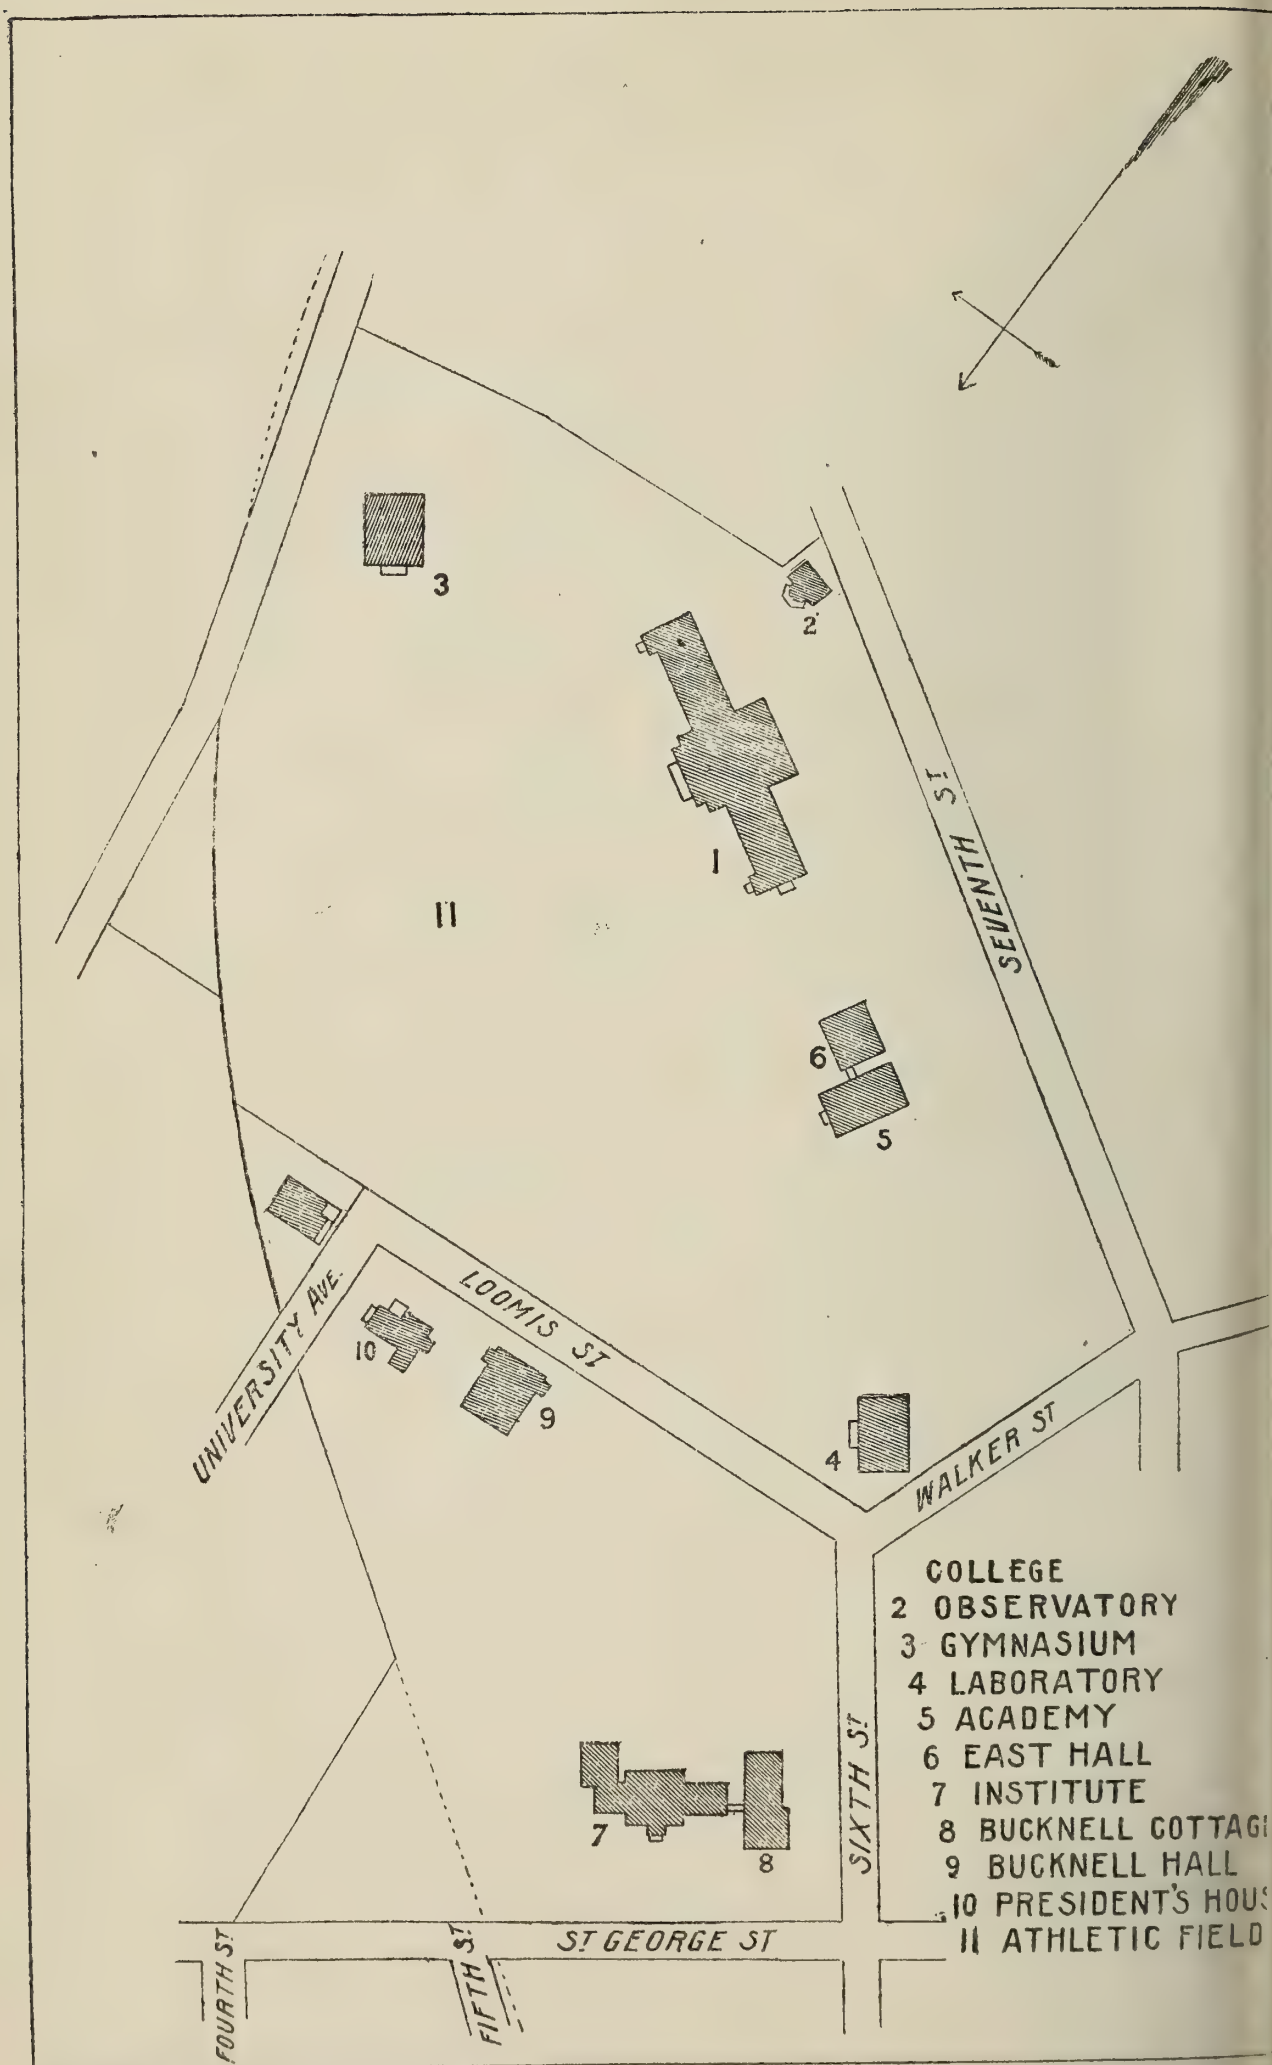 3
2
1
11
SEVENTH ST
6
5
LOOMIS ST
UNIVERSITY AVE.
10
9
4
WALKER ST
COLLEGE
2 OBSERVATORY
3 GYMNASIUM
4 LABORATORY
5 ACADEMY
6 EAST HALL
7 INSTITUTE
8 BUCKNELL COTTAG
9 BUCKNELL HALL
10 PRESIDENT'S HOUS
11 ATHLETIC FIELD
SIXTH ST
7
8
ST GEORGE ST
FOURTH ST
FIFTH ST